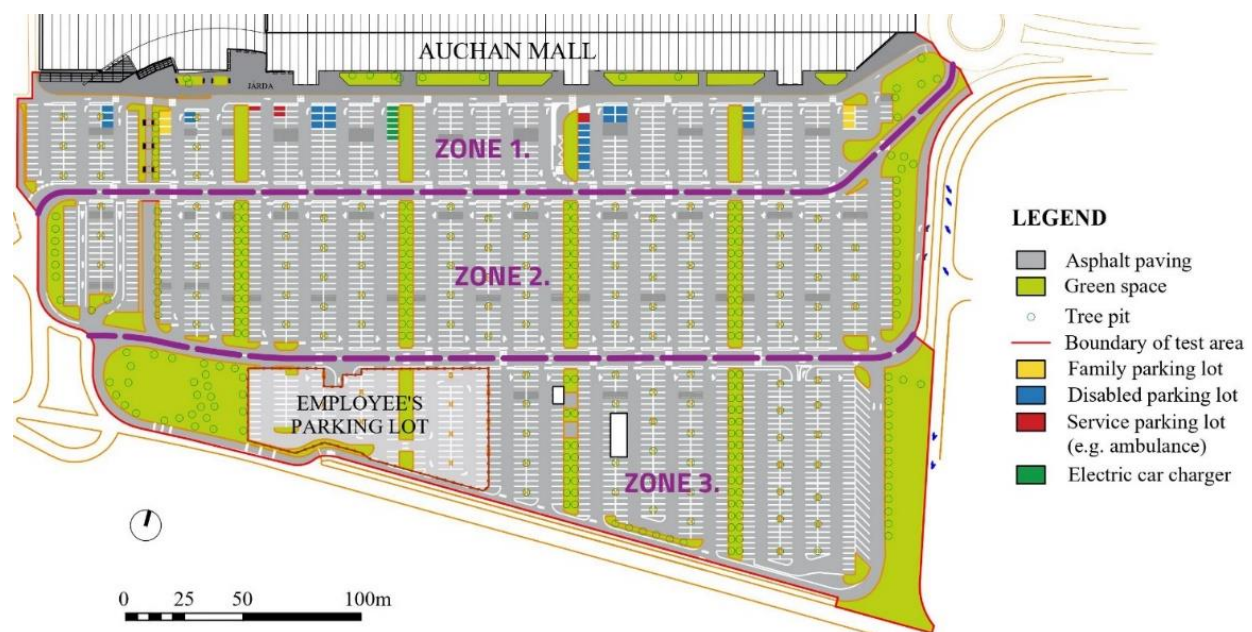 AUCHAN MALL
JÁRDA
ZONE 1.
ZONE 2.
EMPLOYEE'S
PARKING LOT
ZONE 3.
LEGEND
Asphalt paving
Green space
Tree pit
Boundary of test area
Family parking lot
Disabled parking lot
Service parking lot
(e.g. ambulance)
Electric car charger
0 25 50 100m